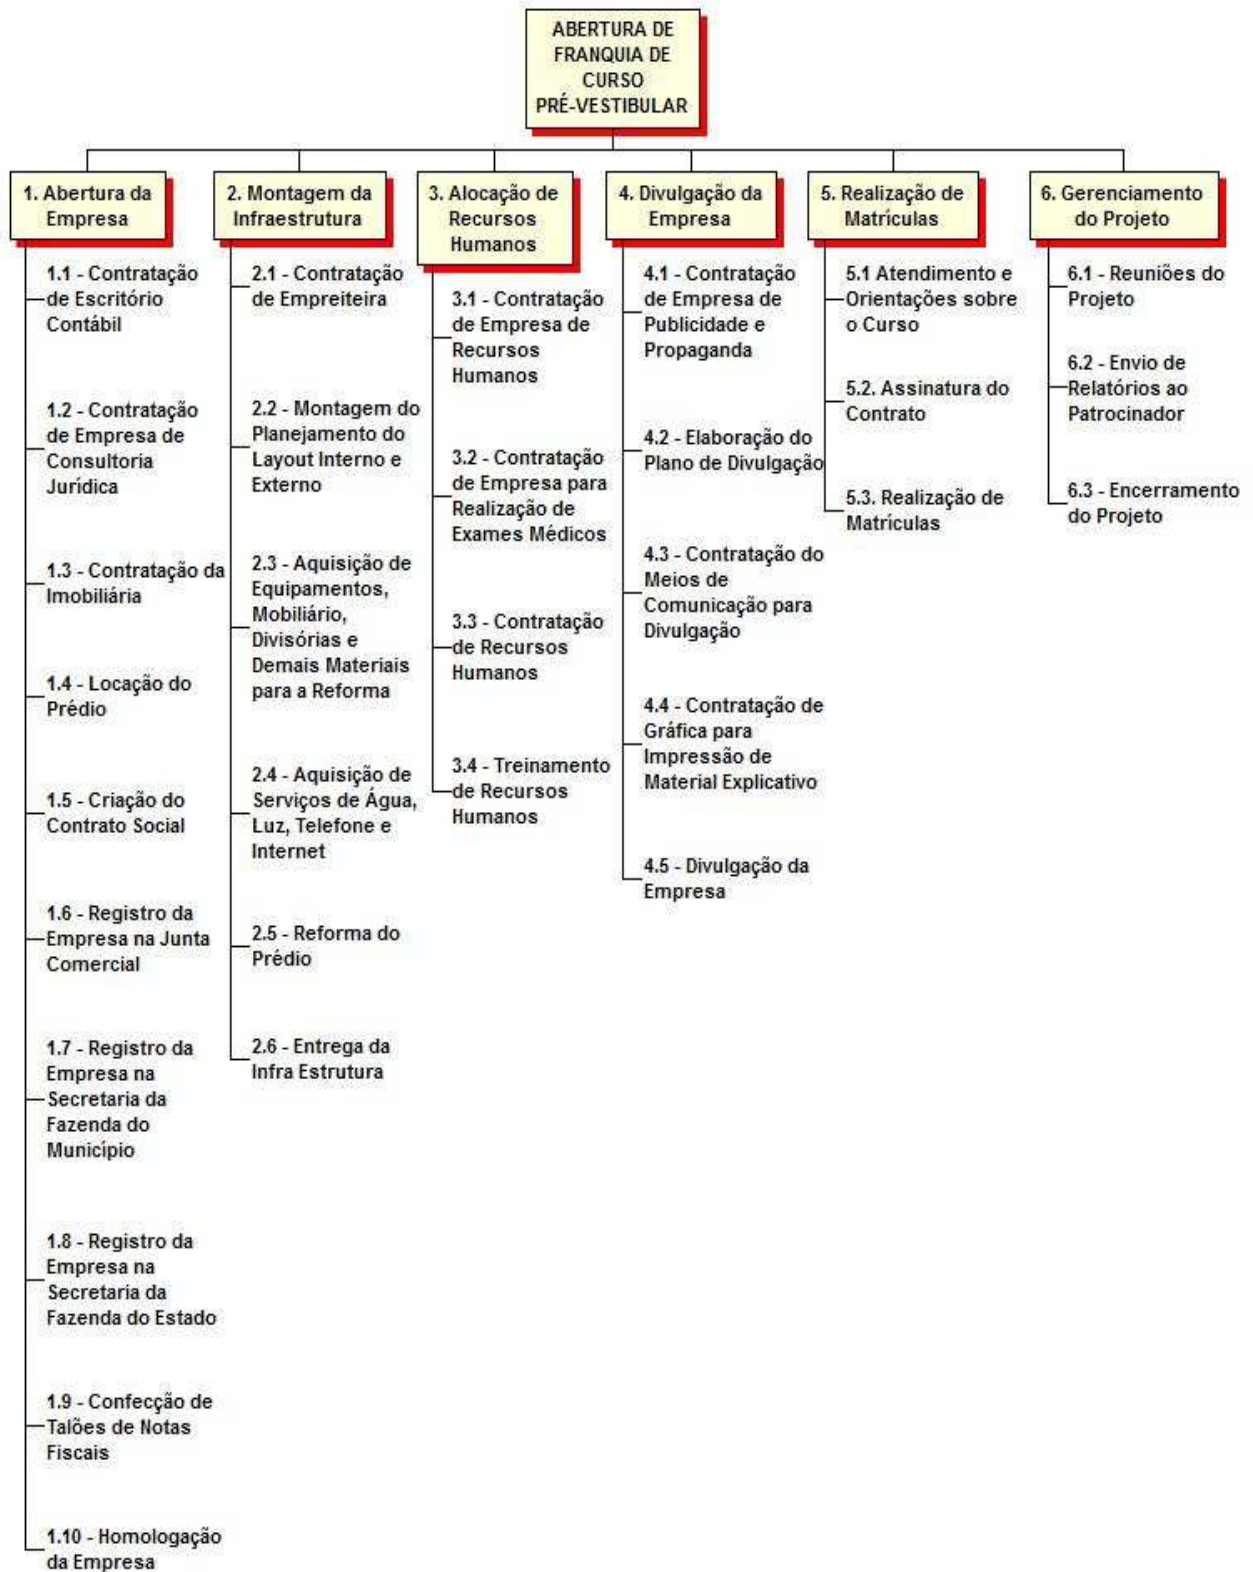 ABERTURA DE
FRANQUIA DE
CURSO
PRÉ-VESTIBULAR
1. Abertura da
Empresa
1.1 - Contratação
de Escritório
Contábil
1.2 - Contratação
de Empresa de
Consultoria
Jurídica
1.3 - Contratação da
Imobiliária
1.4 - Locação do
Prédio
1.5 - Criação do
Contrato Social
1.6 - Registro da
Empresa na Junta
Comercial
1.7 - Registro da
Empresa na
Secretaria da
Fazenda do
Município
1.8 - Registro da
Empresa na
Secretaria da
Fazenda do Estado
1.9 - Confecção de
Talões de Notas
Fiscais
1.10 - Homologação
da Empresa
2. Montagem da
Infraestrutura
2.1 - Contratação
de Empreiteira
2.2 - Montagem do
Planejamento do
Layout Interno e
Externo
2.3 - Aquisição de
Equipamentos,
Mobiliário,
Divisórias e
Demais Materiais
para a Reforma
2.4 - Aquisição de
Serviços de Água,
Luz, Telefone e
Internet
2.5 - Reforma do
Prédio
2.6 - Entrega da
Infra Estrutura
3. Alocação de
Recursos
Humanos
3.1 - Contratação
de Empresa de
Recursos
Humanos
3.2 - Contratação
de Empresa para
Realização de
Exames Médicos
3.3 - Contratação
de Recursos
Humanos
3.4 - Treinamento
de Recursos
Humanos
4. Divulgação da
Empresa
4.1 - Contratação
de Empresa de
Publicidade e
Propaganda
4.2 - Elaboração do
Plano de Divulgação
4.3 - Contratação do
Meios de
Comunicação para
Divulgação
4.4 - Contratação de
Gráfica para
Impressão de
Material Explicativo
4.5 - Divulgação da
Empresa
5. Realização de
Matrículas
5.1 Atendimento e
Orientações sobre
o Curso
5.2. Assinatura do
Contrato
5.3. Realização de
Matrículas
6. Gerenciamento
do Projeto
6.1 - Reuniões do
Projeto
6.2 - Envio de
Relatórios ao
Patrocinador
6.3 - Encerramento
do Projeto